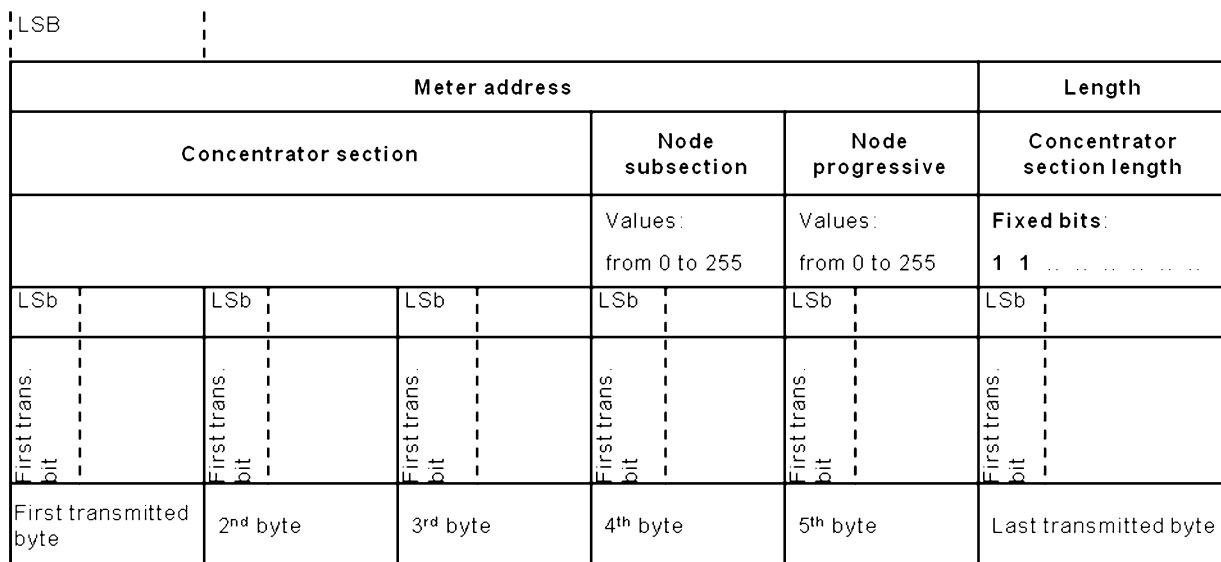 LSB
Meter address
Length
Concentrator section
Node
subsection
Node
progressive
Concentrator
section length
Values:
from 0 to 255
Values:
from 0 to 255
Fixed bits:
1 1 .. .. .. .. .. ..
LSb
LSb
LSb
LSb
LSb
LSb
First trans.
bit
First trans.
bit
First trans.
bit
First trans.
bit
First trans.
bit
First trans.
bit
First transmitted
byte
2nd byte
3rd byte
4th byte
5th byte
Last transmitted byte